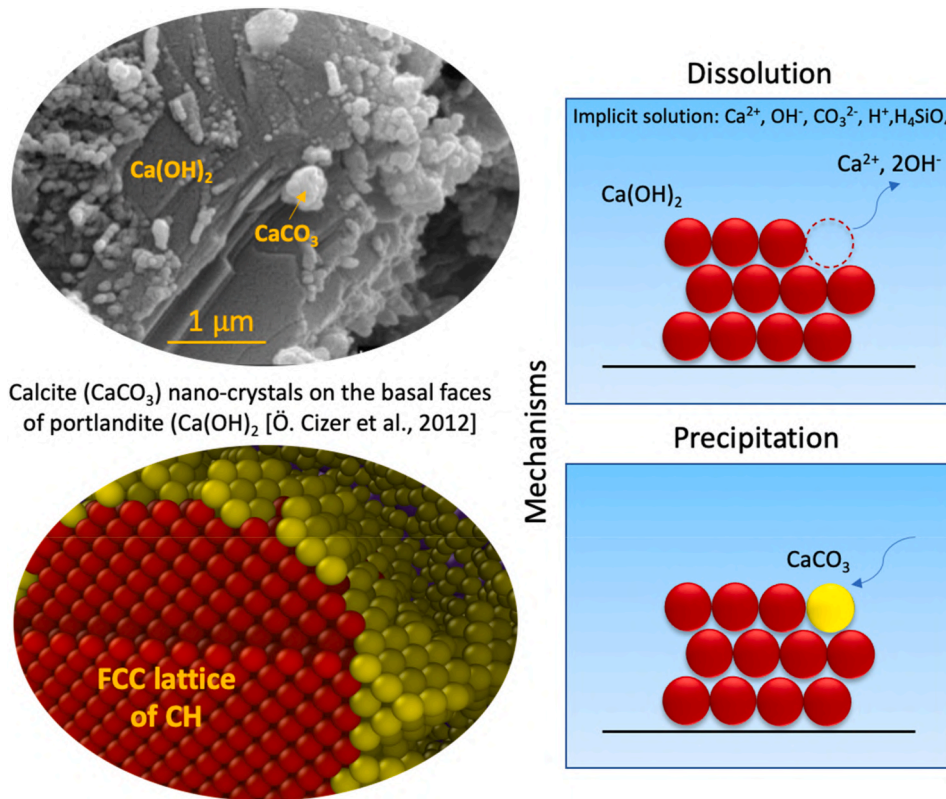 Ca(OH)₂
CaCO₃
1 μm
Calcite (CaCO₃) nano-crystals on the basal faces
of portlandite (Ca(OH)₂ [Ö. Cizer et al., 2012]
FCC lattice
of CH
Mechanisms
Dissolution
Implicit solution: Ca²⁺, OH⁻, CO₃²⁻, H⁺,H₄SiO₄
Ca²⁺, 2OH⁻
Ca(OH)₂
Precipitation
CaCO₃